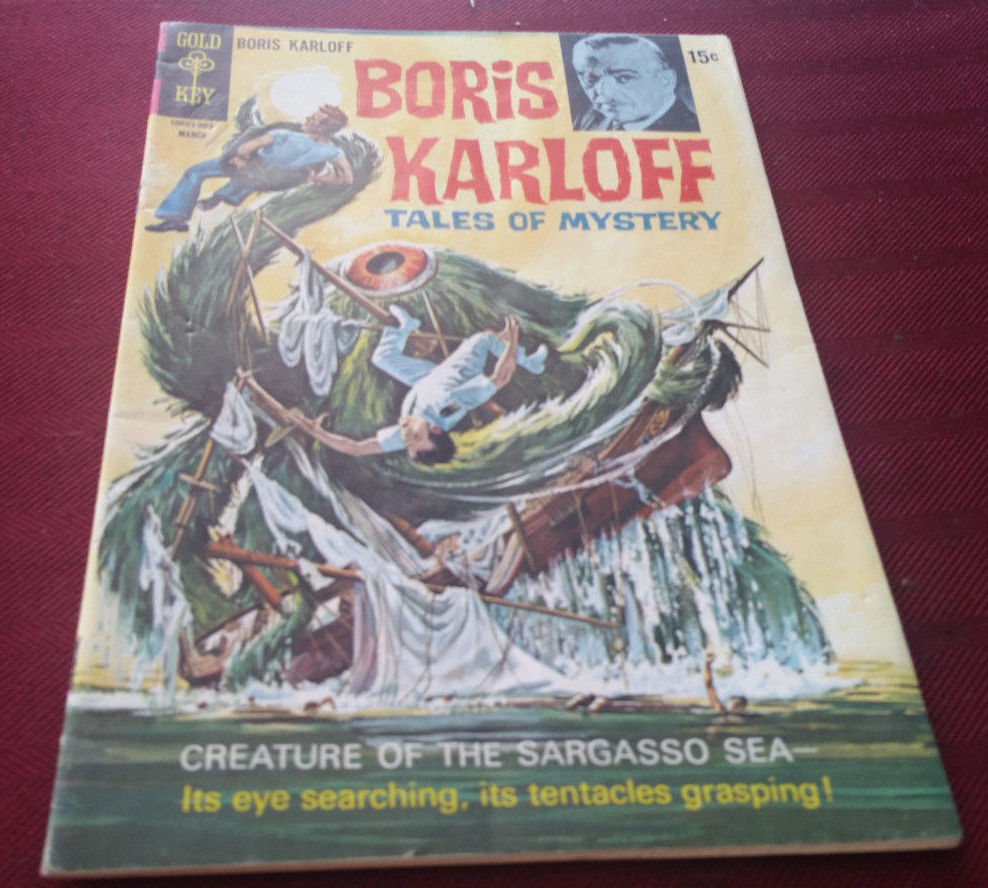 GOLD
KEY
MARCH
BORIS KARLOFF
15¢
BORIS
KARLOFF
TALES OF MYSTERY
CREATURE OF THE SARGASSO SEA—
Its eye searching, its tentacles grasping!